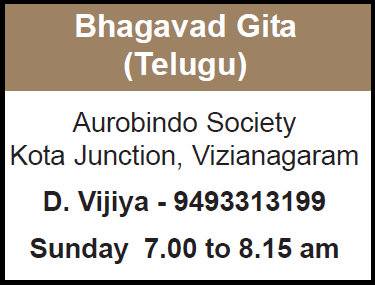 Bhagavad Gita
(Telugu)
Aurobindo Society
Kota Junction, Vizianagaram
D. Vijiya - 9493313199
Sunday 7.00 to 8.15 am